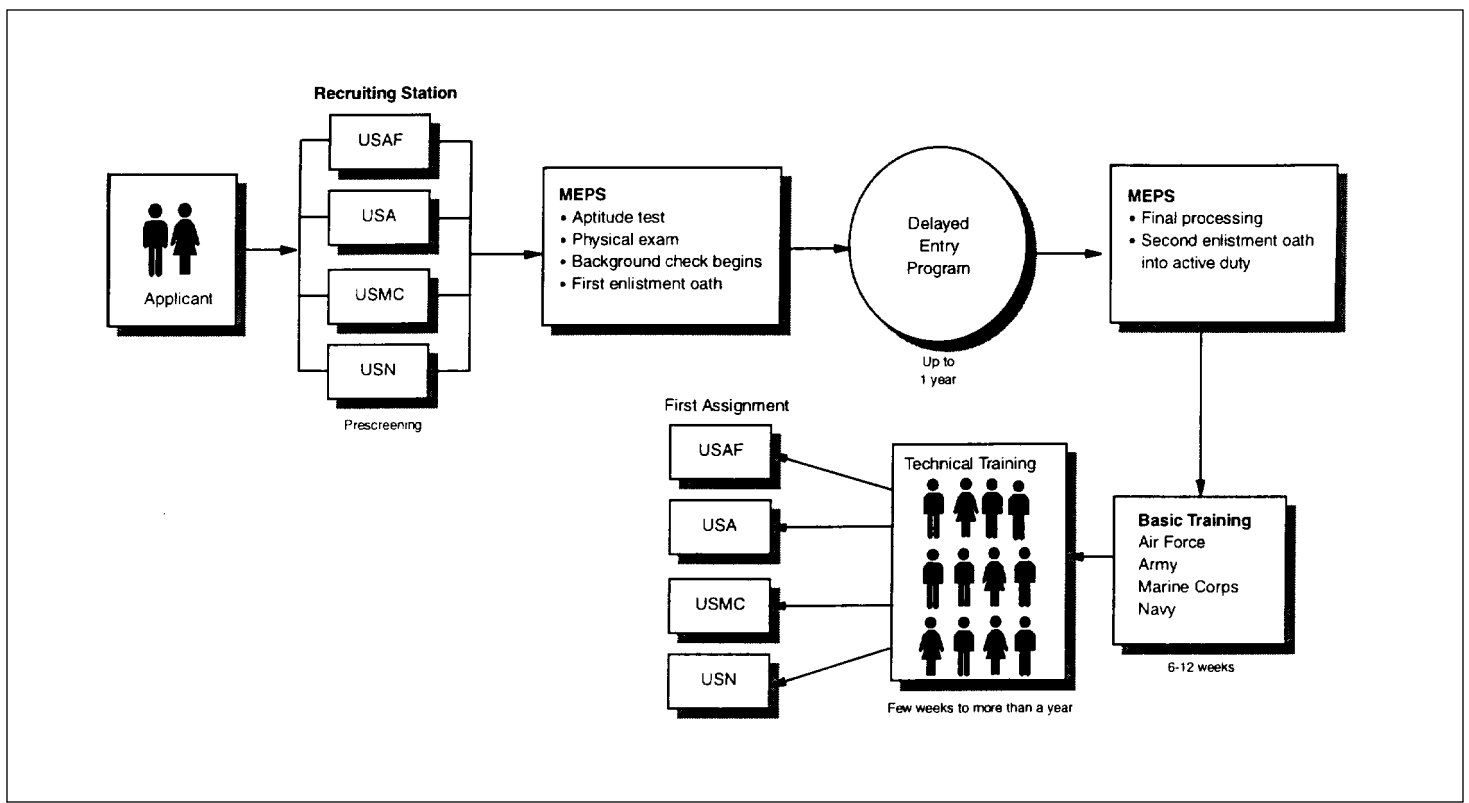 Recruiting Station
USAF
USA
USMC
USN
Prescreening
Applicant
MEPS
• Aptitude test
• Physical exam
• Background check begins
• First enlistment oath
Delayed
Entry
Program
Up to
1 year
MEPS
• Final processing
• Second enlistment oath
into active duty
Basic Training
Air Force
Army
Marine Corps
Navy
6-12 weeks
Technical Training
Few weeks to more than a year
First Assignment
USAF
USA
USMC
USN